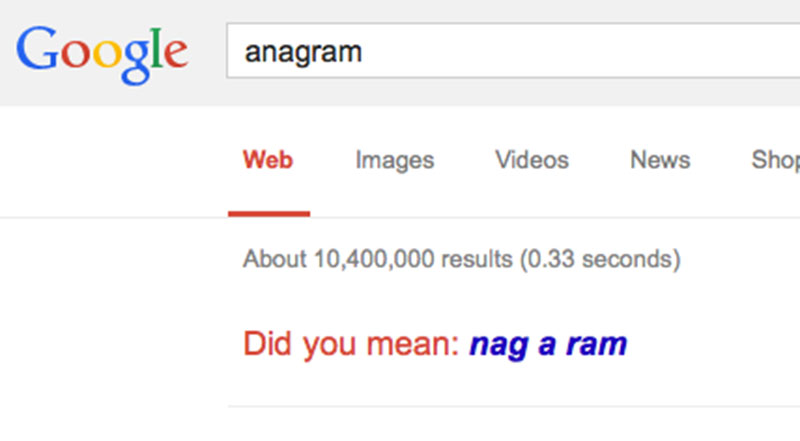 Google anagram
Web Images Videos News Shop
About 10,400,000 results (0.33 seconds)
Did you mean: nag a ram